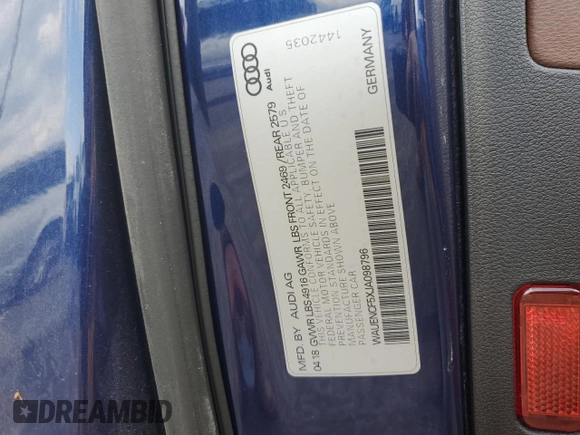 MFD. BY AUDI AG
04 18 GVWR LBS 4916 GAWR LBS FRONT 2469 / REAR 2579
THIS VEHICLE CONFORMS TO ALL APPLICABLE U S
FEDERAL MOTOR VEHICLE SAFETY, BUMPER AND THEFT
PREVENTION STANDARDS IN EFFECT ON THE DATE OF
MANUFACTURE SHOWN ABOVE
PASSENGER CAR
WAUENCF5XJA098796
GERMANY
Audi
1442035
DREAMBID